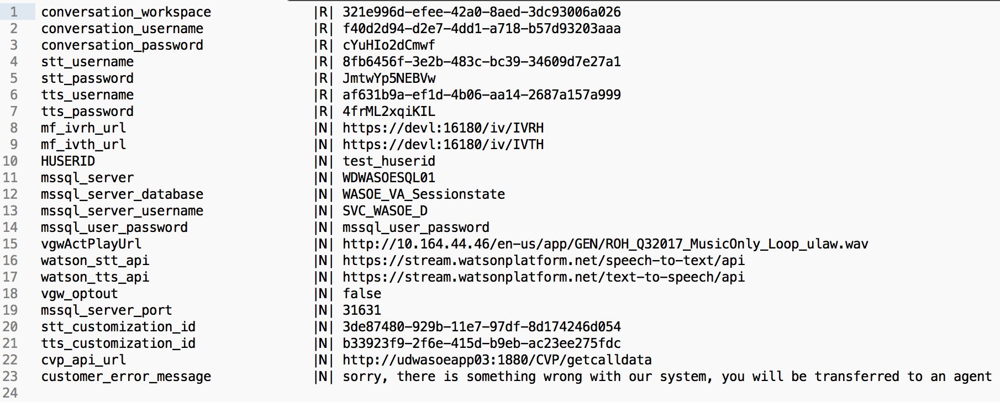 1 conversation_workspace |R| 321e996d-efee-42a0-8aed-3dc93006a026
2 conversation_username |R| f40d2d94-d2e7-4dd1-a718-b57d93203aaa
3 conversation_password |R| cYuHIo2dCmwf
4 stt_username |R| 8fb6456f-3e2b-483c-bc39-34609d7e27a1
5 stt_password |R| JmtwYp5NEBVw
6 tts_username |R| af631b9a-ef1d-4b06-aa14-2687a157a999
7 tts_password |R| 4frML2xqiKIL
8 mf_ivrh_url |N| https://devl:16180/iv/IVRH
9 mf_ivth_url |N| https://devl:16180/iv/IVTH
10 HUSERID |N| test_huserid
11 mssql_server |N| WDWASOESQL01
12 mssql_server_database |N| WASOE_VA_Sessionstate
13 mssql_server_username |N| SVC_WASOE_D
14 mssql_user_password |N| mssql_user_password
15 vgwActPlayUrl |N| http://10.164.44.46/en-us/app/GEN/ROH_Q32017_MusicOnly_Loop_ulaw.wav
16 watson_stt_api |N| https://stream.watsonplatform.net/speech-to-text/api
17 watson_tts_api |N| https://stream.watsonplatform.net/text-to-speech/api
18 vgw_optout |N| false
19 mssql_server_port |N| 31631
20 stt_customization_id |N| 3de87480-929b-11e7-97df-8d174246d054
21 tts_customization_id |N| b33923f9-2f6e-415d-b9eb-ac23ee275fdc
22 cvp_api_url |N| http://udwasoeapp03:1880/CVP/getcalldata
23 customer_error_message |N| sorry, there is something wrong with our system, you will be transferred to an agent
24